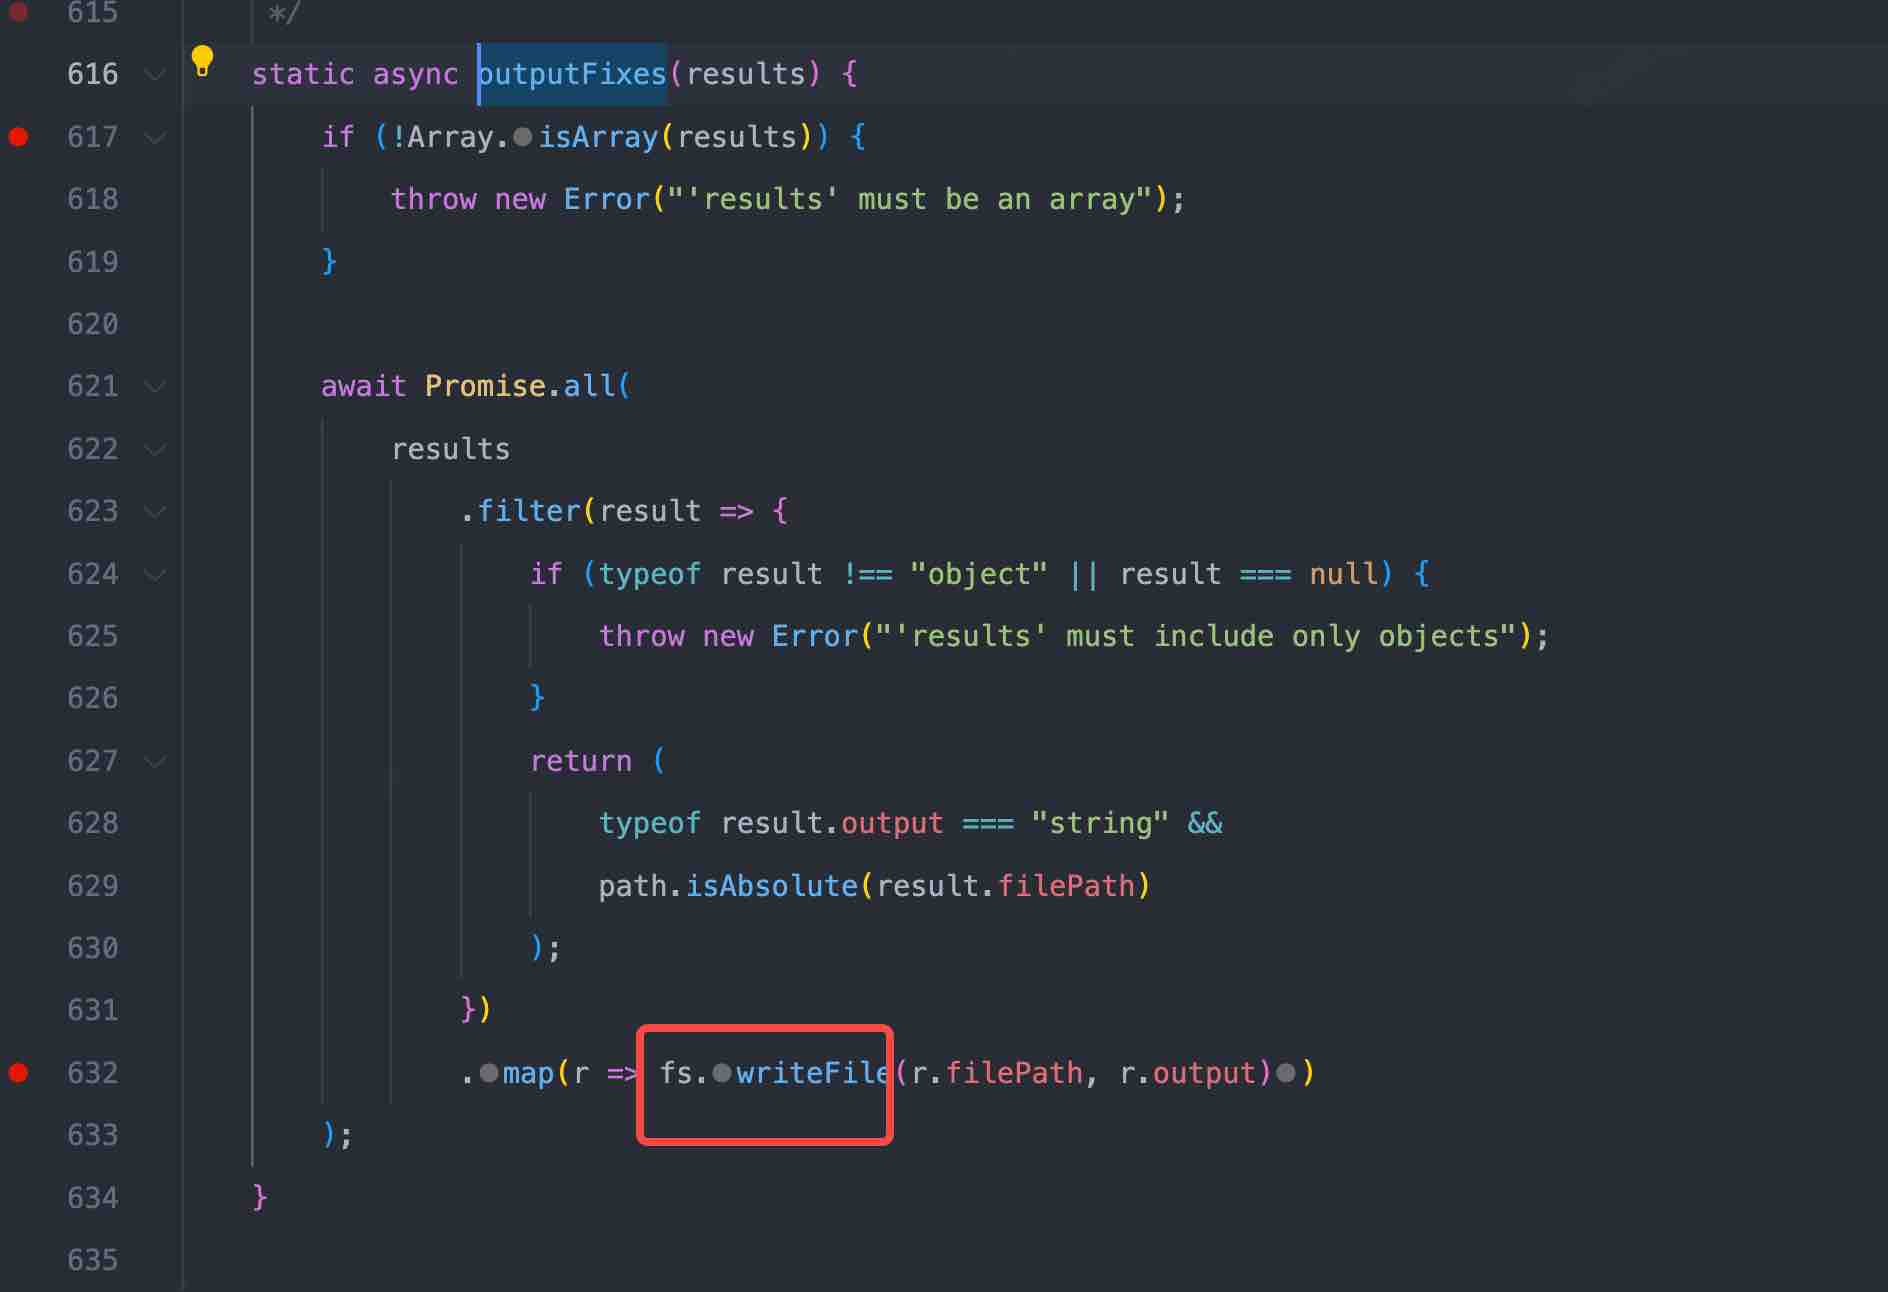 615 */
616 static async outputFixes(results) {
617 if (!Array.isArray(results)) {
618 throw new Error("'results' must be an array");
619 }
620
621 await Promise.all(
622 results
623 .filter(result => {
624 if (typeof result !== "object" || result === null) {
625 throw new Error("'results' must include only objects");
626 }
627 return (
628 typeof result.output === "string" &&
629 path.isAbsolute(result.filePath)
630 );
631 })
632 .map(r => fs.writeFile(r.filePath, r.output))
633 );
634 }
635